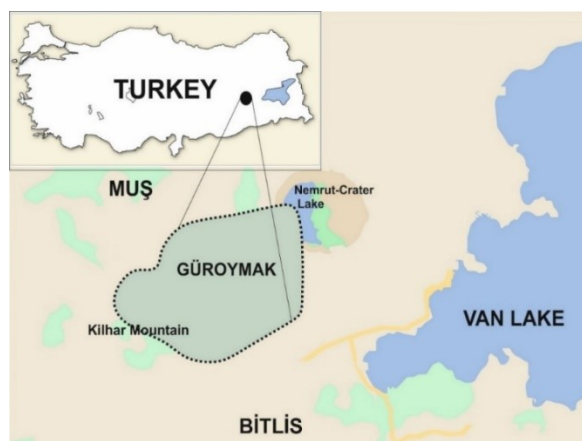 TURKEY
MUŞ
Nemrut-Crater
Lake
GÜROYMAK
Kilhar Mountain
VAN LAKE
BİTLİS